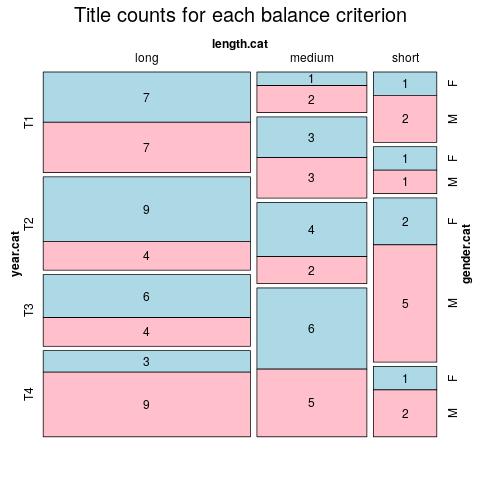 Title counts for each balance criterion
length.cat
long medium short
T1
T2
T3
T4
year.cat
7
7
9
4
6
4
3
9
1
2
3
3
4
2
6
5
1
2
1
1
2
5
1
2
F
M
F
M
F
M
F
M
gender.cat